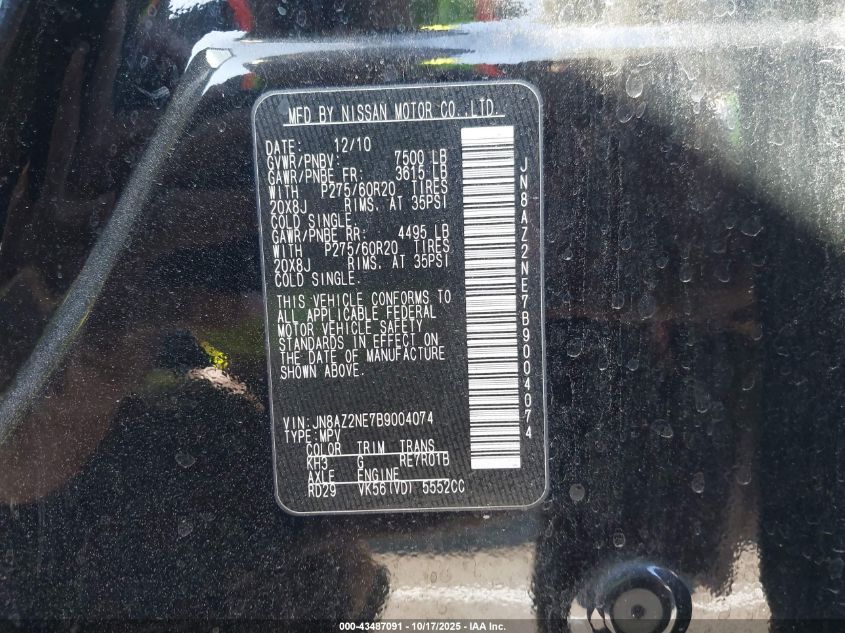 MFD BY NISSAN MOTOR CO.,LTD.
DATE: 12/10
GVWR/PNBV: 7500 LB
GAWR/PNBE FR: 3615 LB
WITH P275/60R20 TIRES
20X8J RIMS, AT 35PSI
COLD SINGLE.
GAWR/PNBE RR: 4495 LB
WITH P275/60R20 TIRES
20X8J RIMS, AT 35PSI
COLD SINGLE.
THIS VEHICLE CONFORMS TO
ALL APPLICABLE FEDERAL
MOTOR VEHICLE SAFETY
STANDARDS IN EFFECT ON
THE DATE OF MANUFACTURE
SHOWN ABOVE.
VIN:JN8AZ2NE7B9004074
TYPE:MPV
COLOR TRIM TRANS
KH3 G RE7R01B
AXLE ENGINE
RD29 VK56(VD) 5552CC
JN8AZ2NE7B9004074
000-43487091 - 10/17/2025 - IAA Inc.